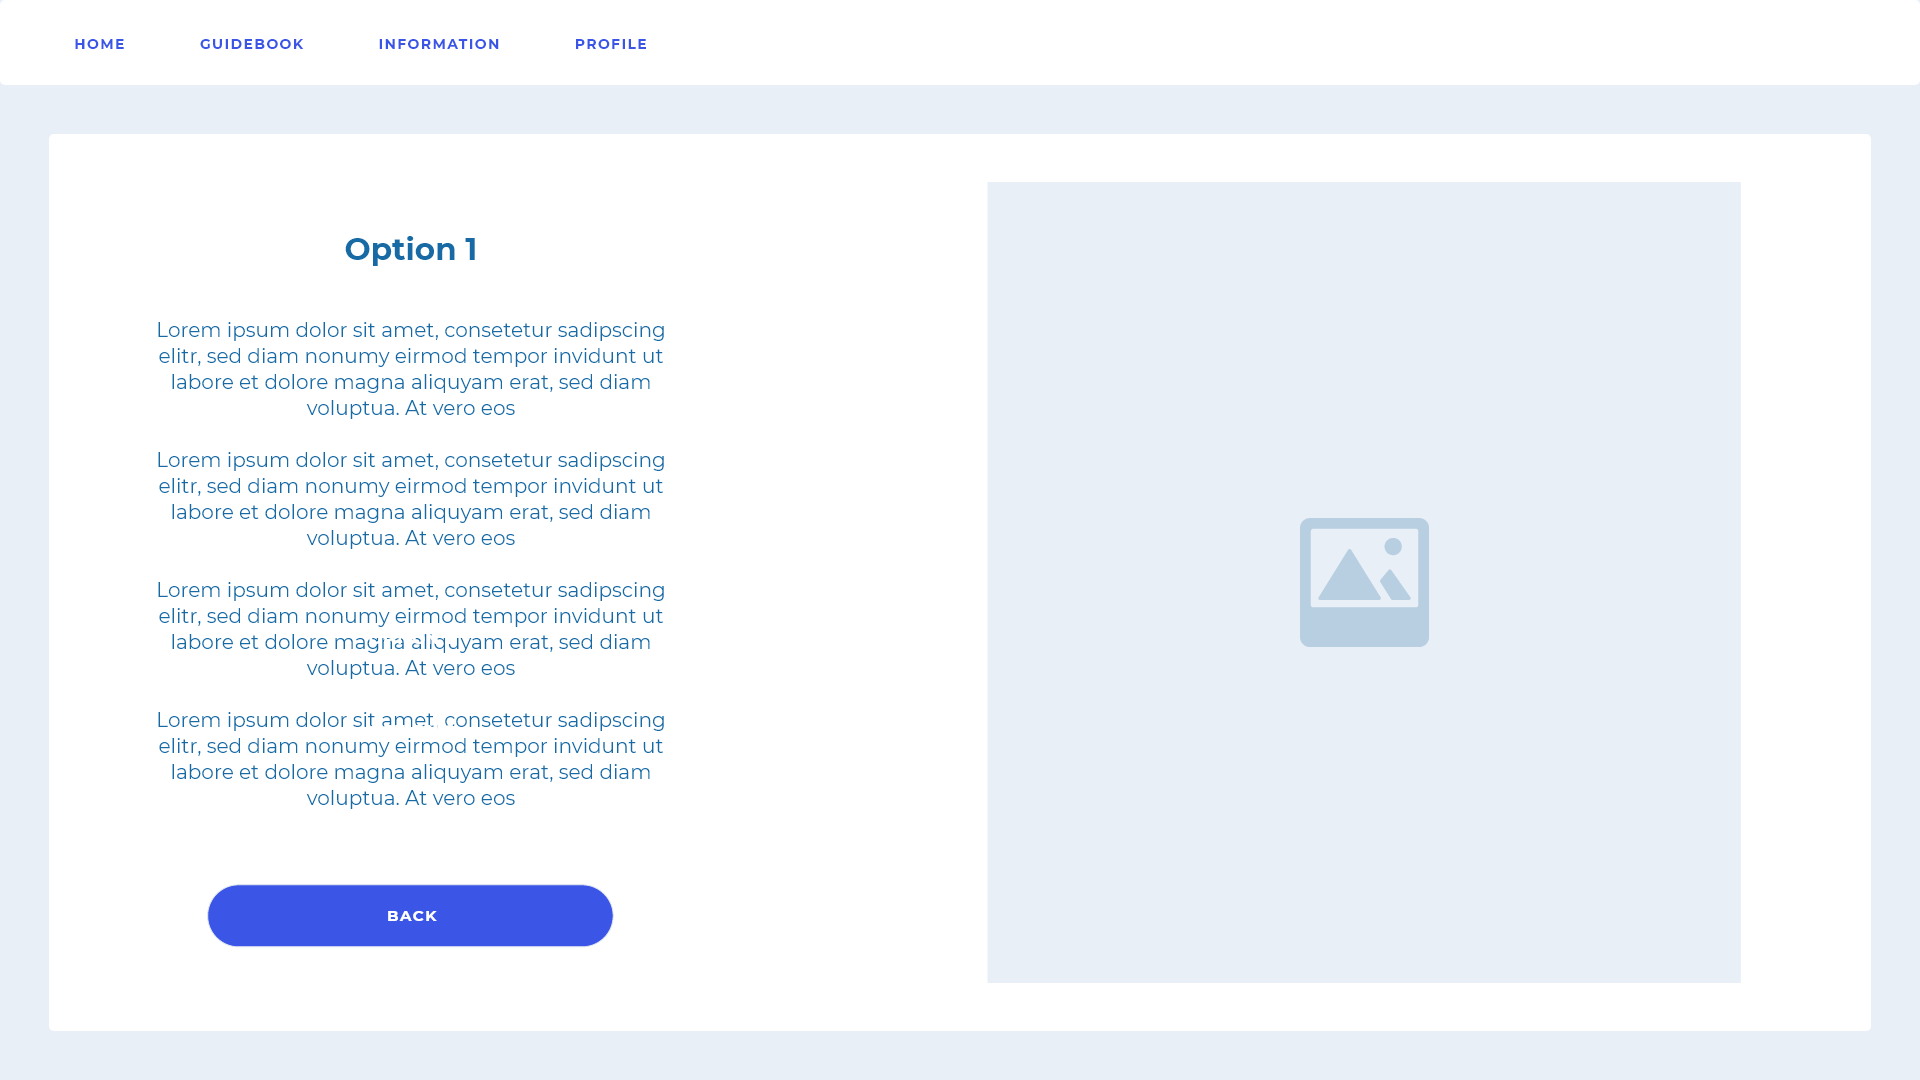 HOME
GUIDEBOOK
INFORMATION
PROFILE
Option 1
Lorem ipsum dolor sit amet, consetetur sadipscing
elitr, sed diam nonumy eirmod tempor invidunt ut
labore et dolore magna aliquyam erat, sed diam
voluptua. At vero eos
Lorem ipsum dolor sit amet, consetetur sadipscing
elitr, sed diam nonumy eirmod tempor invidunt ut
labore et dolore magna aliquyam erat, sed diam
voluptua. At vero eos
Lorem ipsum dolor sit amet, consetetur sadipscing
elitr, sed diam nonumy eirmod tempor invidunt ut
labore et dolore magna aliquyam erat, sed diam
voluptua. At vero eos
Lorem ipsum dolor sit amet, consetetur sadipscing
elitr, sed diam nonumy eirmod tempor invidunt ut
labore et dolore magna aliquyam erat, sed diam
voluptua. At vero eos
BACK